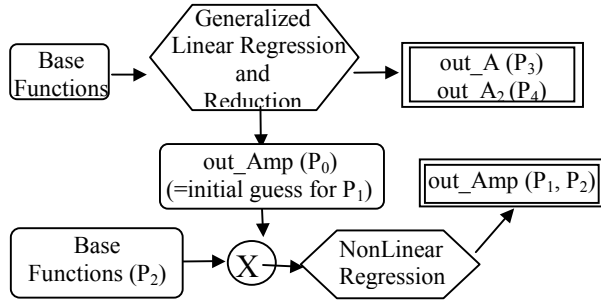 Generalized
Linear Regression
and
Reduction
Base
Functions
out_A (P₃)
out_A₂ (P₄)
out_Amp (P₀)
(=initial guess for P₁)
out_Amp (P₁, P₂)
Base
Functions (P₂)
X
NonLinear
Regression